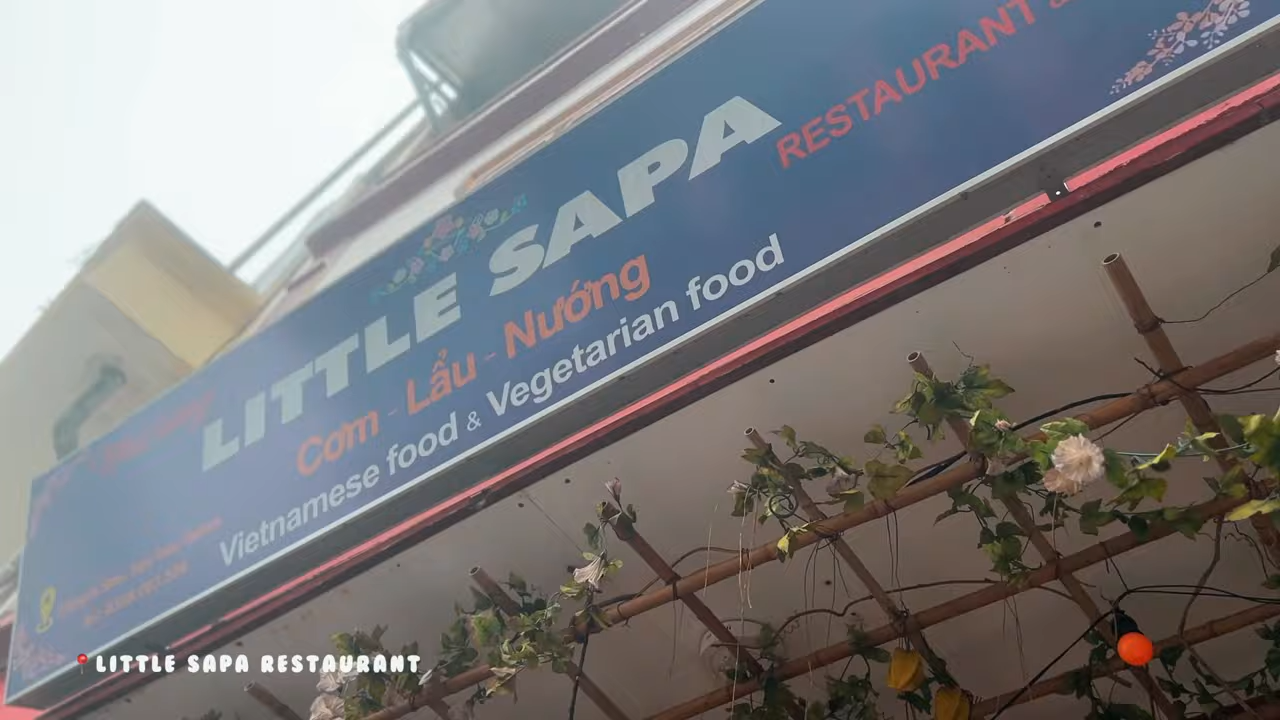 LITTLE SAPA
RESTAURANT &
Cơm - Lẩu - Nướng
Vietnamese food & Vegetarian food
LITTLE SAPA RESTAURANT